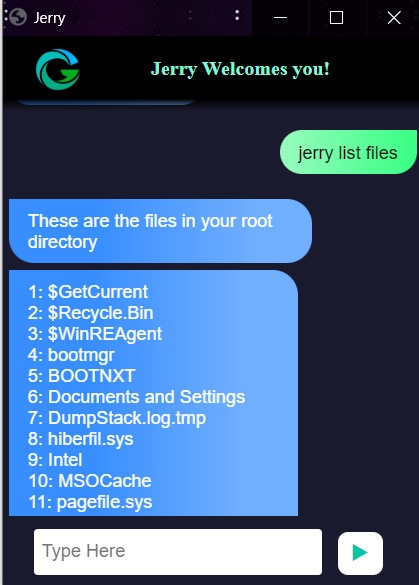 Jerry
Jerry Welcomes you!
jerry list files
These are the files in your root
directory
1: $GetCurrent
2: $Recycle.Bin
3: $WinREAgent
4: bootmgr
5: BOOTNXT
6: Documents and Settings
7: DumpStack.log.tmp
8: hiberfil.sys
9: Intel
10: MSOCache
11: pagefile.sys
Type Here